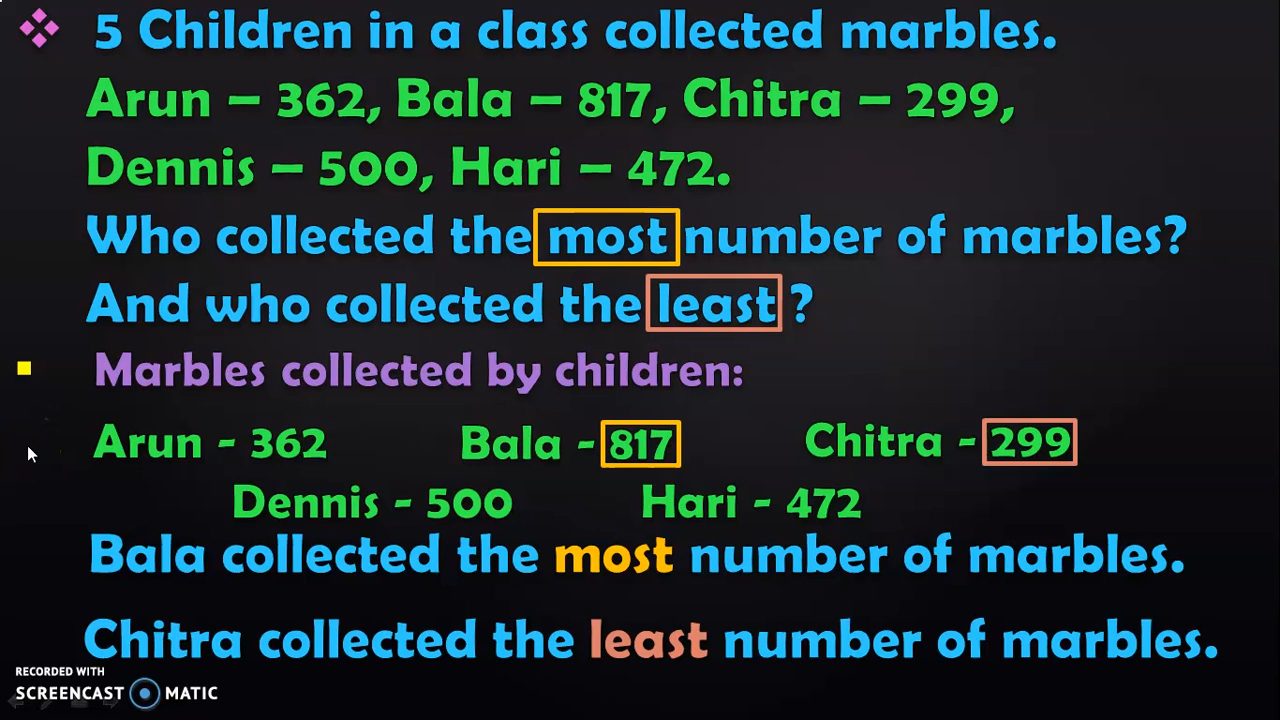 5 Children in a class collected marbles.
Arun – 362, Bala – 817, Chitra – 299,
Dennis – 500, Hari – 472.
Who collected the most number of marbles?
And who collected the least ?
Marbles collected by children:
Arun - 362 Bala - 817 Chitra - 299
Dennis - 500 Hari - 472
Bala collected the most number of marbles.
Chitra collected the least number of marbles.
RECORDED WITH
SCREENCAST MATIC